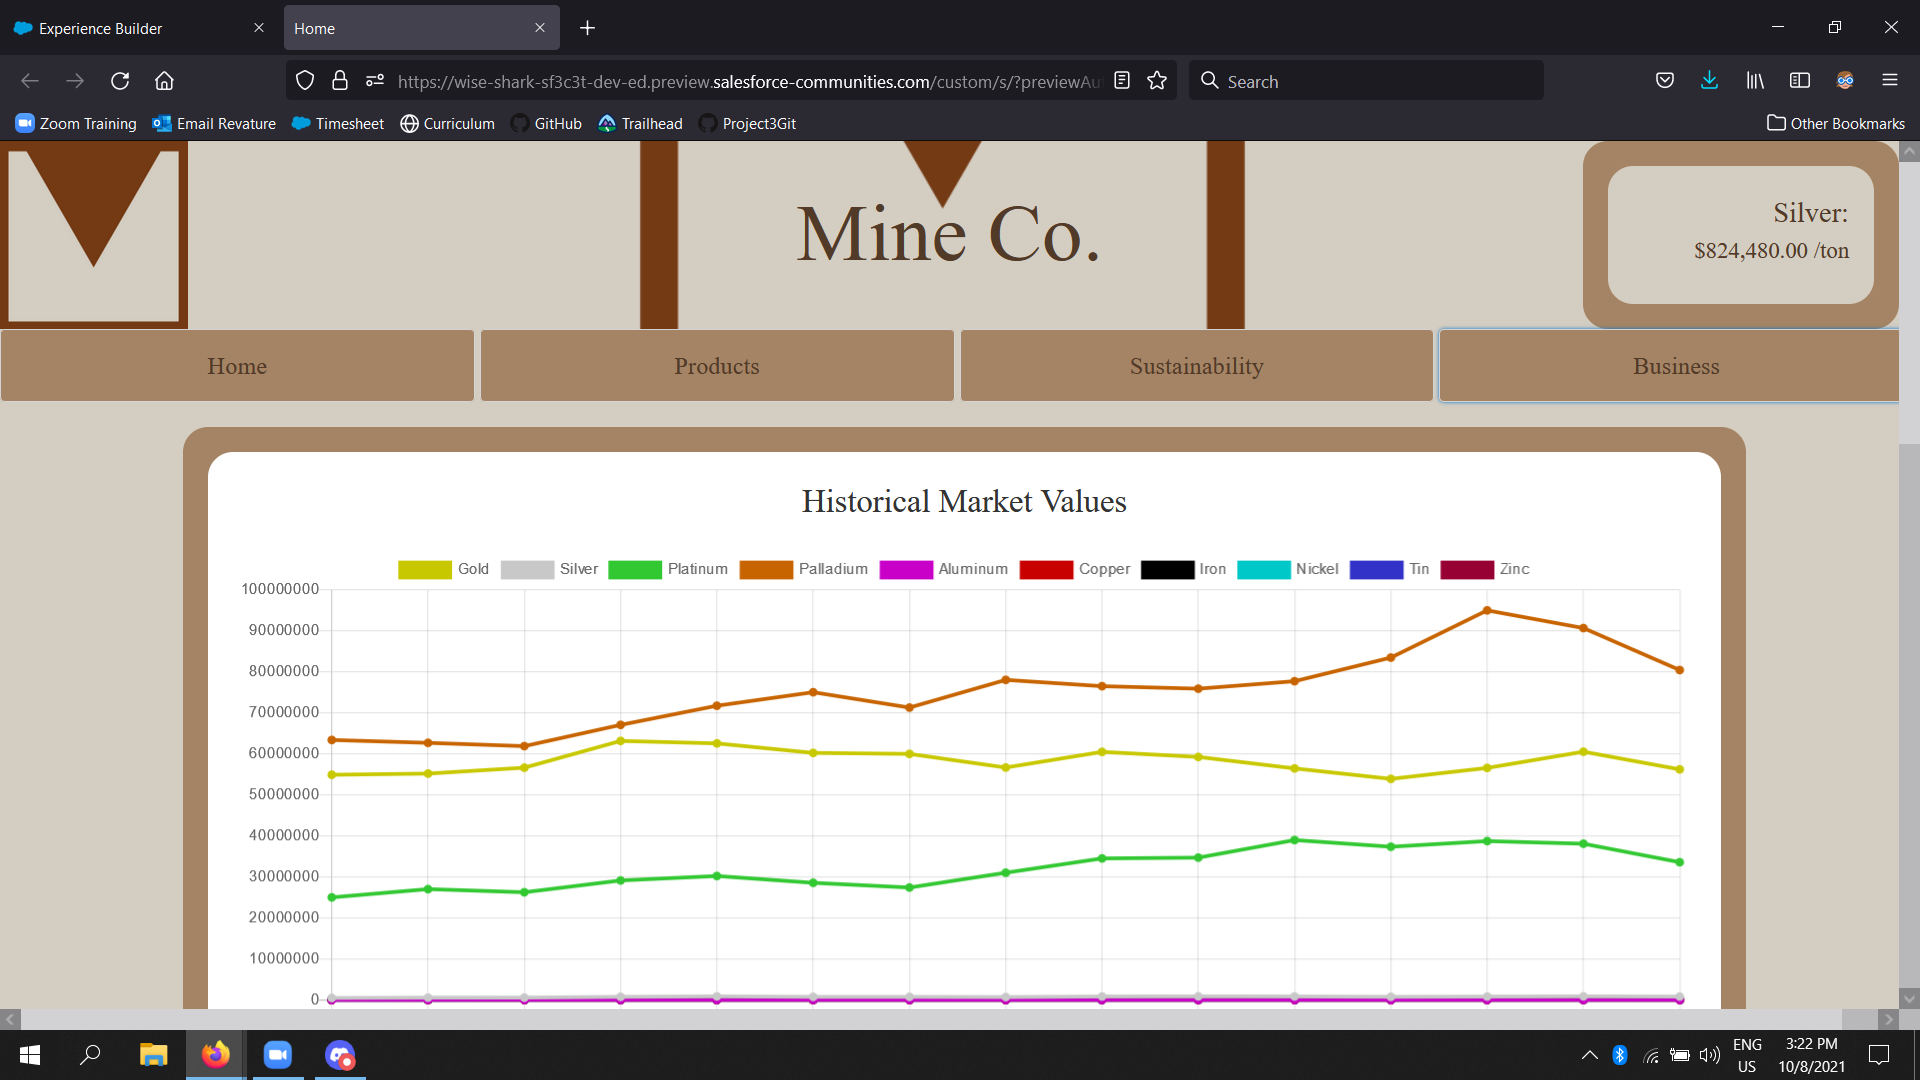 Experience Builder
Home
https://wise-shark-sf3c3t-dev-ed.preview.salesforce-communities.com/custom/s/?previewAu
Search
Zoom Training
Email Revature
Timesheet
Curriculum
GitHub
Trailhead
Project3Git
Other Bookmarks
Mine Co.
Silver:
$824,480.00 /ton
Home
Products
Sustainability
Business
Historical Market Values
Gold
Silver
Platinum
Palladium
Aluminum
Copper
Iron
Nickel
Tin
Zinc
100000000
90000000
80000000
70000000
60000000
50000000
40000000
30000000
20000000
10000000
0
ENG
US
3:22 PM
10/8/2021